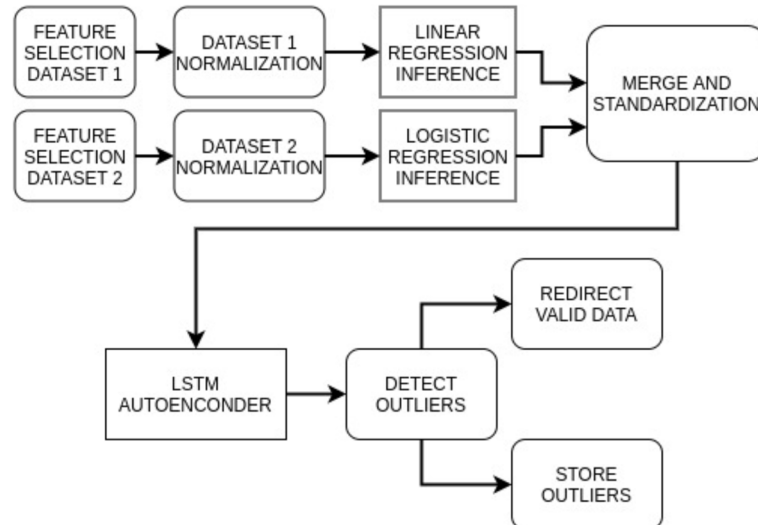 FEATURE
SELECTION
DATASET 1
DATASET 1
NORMALIZATION
LINEAR
REGRESSION
INFERENCE
MERGE AND
STANDARDIZATION
FEATURE
SELECTION
DATASET 2
DATASET 2
NORMALIZATION
LOGISTIC
REGRESSION
INFERENCE
LSTM
AUTOENCONDER
DETECT
OUTLIERS
REDIRECT
VALID DATA
STORE
OUTLIERS